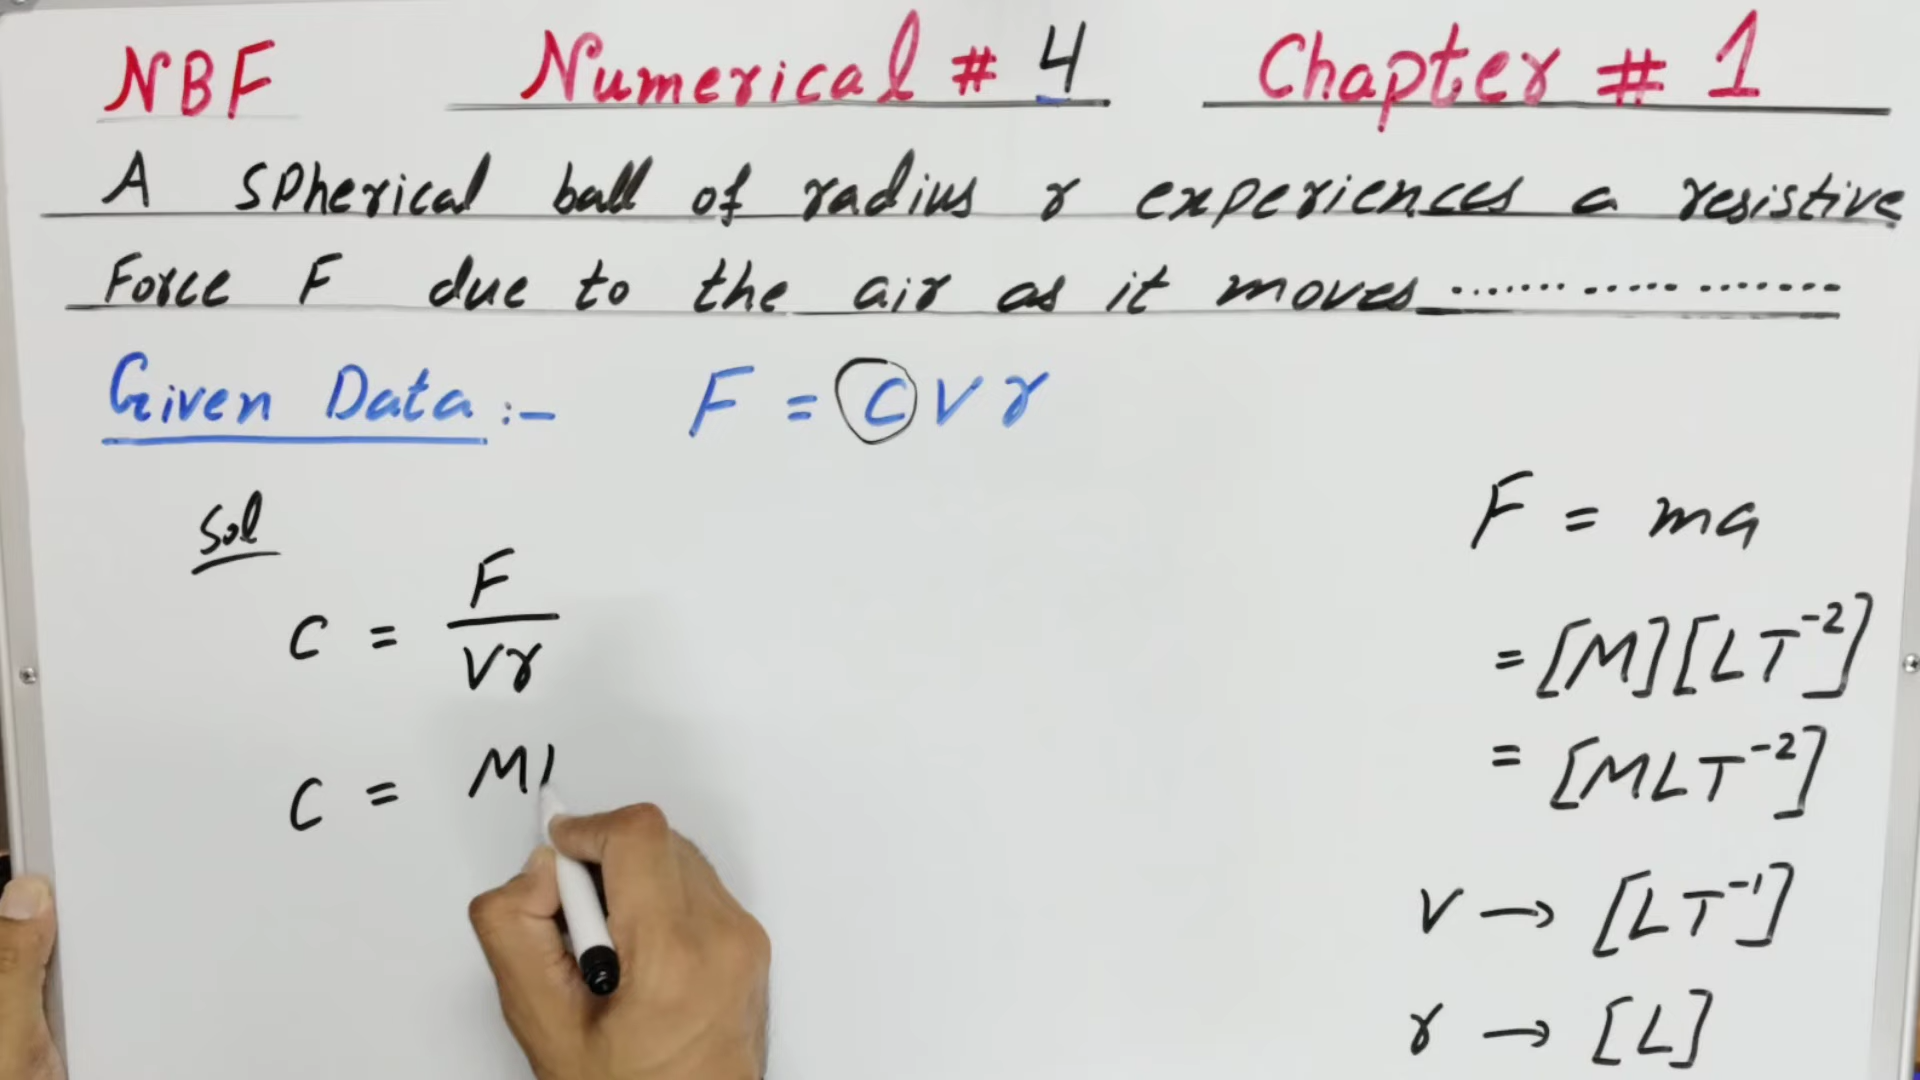 NBF Numerical # 4 Chapter # 1
A Spherical ball of radius r experiences a resistive
Force F due to the air as it moves ......................
Given Data :- F = C V r
Sol
C = F / V r
C = M
F = ma
= [M][LT⁻²]
= [MLT⁻²]
V → [LT⁻¹]
r → [L]